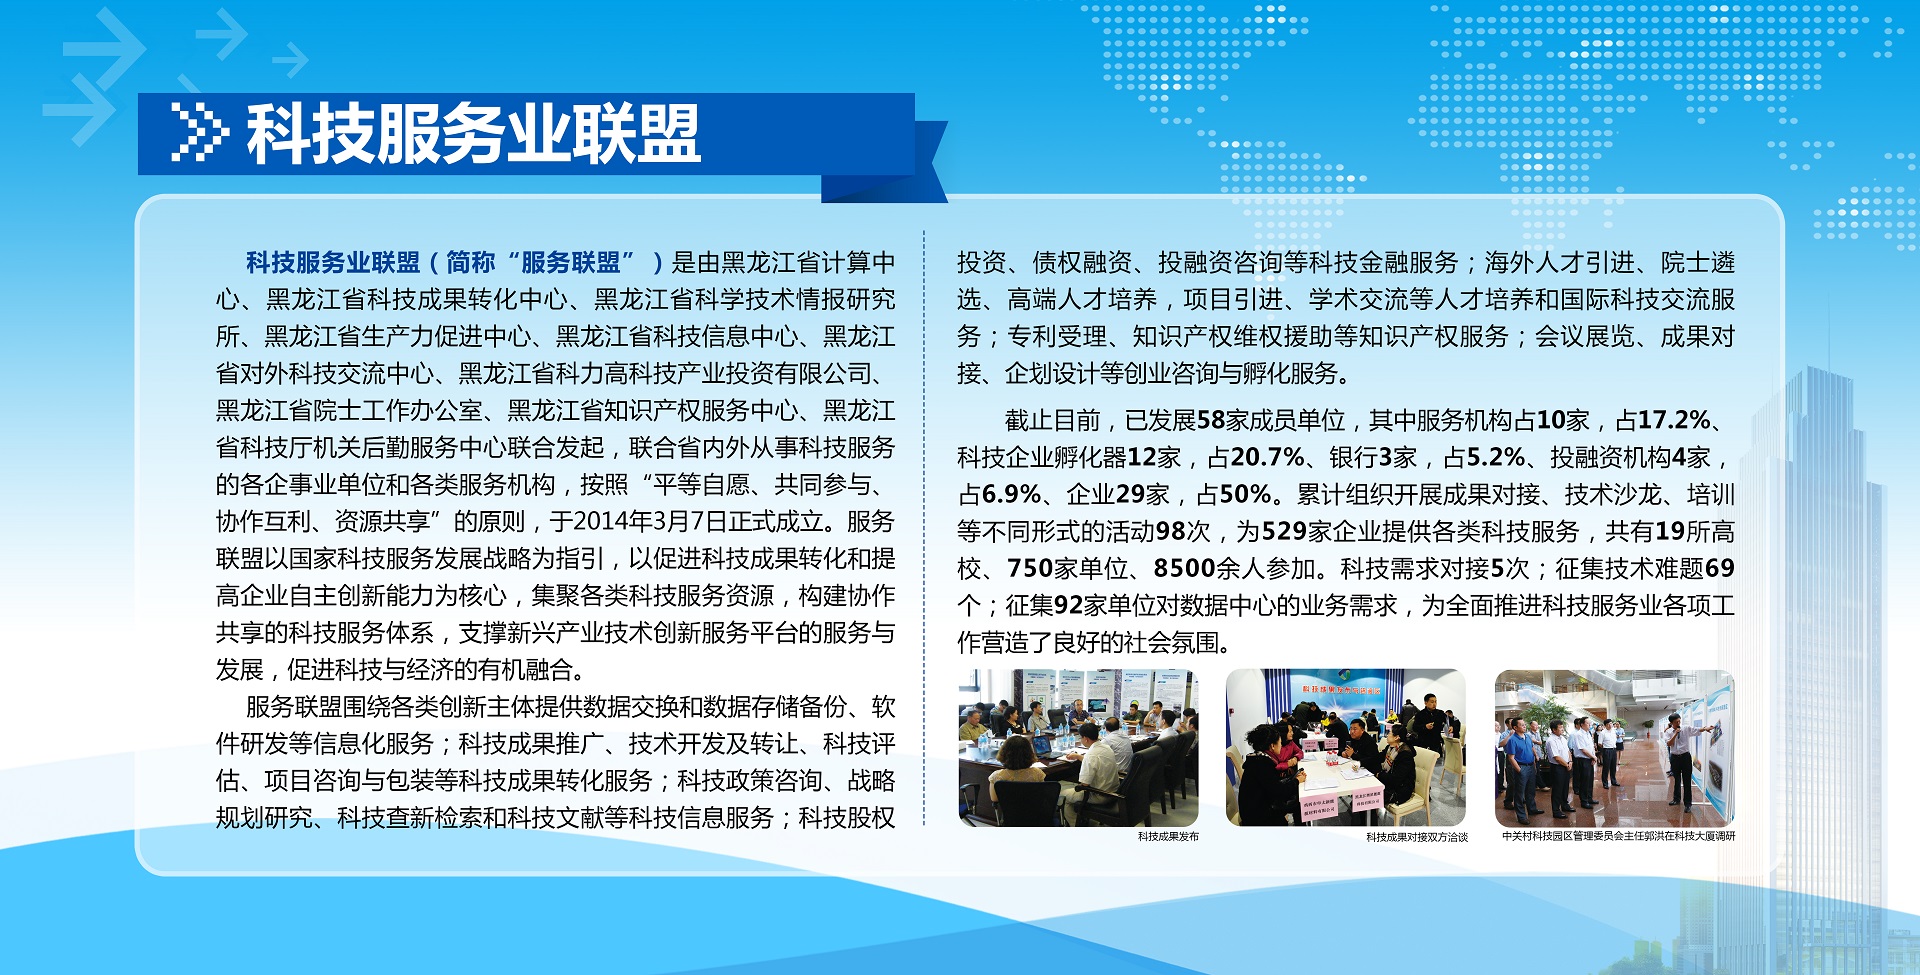 科技服务业联盟
科技服务业联盟（简称“服务联盟”）是由黑龙江省计算中
心、黑龙江省科技成果转化中心、黑龙江省科学技术情报研究
所、黑龙江省生产力促进中心、黑龙江省科技信息中心、黑龙江
省对外科技交流中心、黑龙江省科力高科技产业投资有限公司、
黑龙江省院士工作办公室、黑龙江省知识产权服务中心、黑龙江
省科技厅机关后勤服务中心联合发起，联合省内外从事科技服务
的各企事业单位和各类服务机构，按照“平等自愿、共同参与、
协作互利、资源共享”的原则，于2014年3月7日正式成立。服务
联盟以国家科技服务发展战略为指引，以促进科技成果转化和提
高企业自主创新能力为核心，集聚各类科技服务资源，构建协作
共享的科技服务体系，支撑新兴产业技术创新服务平台的服务与
发展，促进科技与经济的有机融合。
服务联盟围绕各类创新主体提供数据交换和数据存储备份、软
件研发等信息化服务；科技成果推广、技术开发及转让、科技评
估、项目咨询与包装等科技成果转化服务；科技政策咨询、战略
规划研究、科技查新检索和科技文献等科技信息服务；科技股权
投资、债权融资、投融资咨询等科技金融服务；海外人才引进、院士遴
选、高端人才培养，项目引进、学术交流等人才培养和国际科技交流服
务；专利受理、知识产权维权援助等知识产权服务；会议展览、成果对
接、企划设计等创业咨询与孵化服务。
截止目前，已发展58家成员单位，其中服务机构占10家，占17.2%、
科技企业孵化器12家，占20.7%、银行3家，占5.2%、投融资机构4家，
占6.9%、企业29家，占50%。累计组织开展成果对接、技术沙龙、培训
等不同形式的活动98次，为529家企业提供各类科技服务，共有19所高
校、750家单位、8500余人参加。科技需求对接5次；征集技术难题69
个；征集92家单位对数据中心的业务需求，为全面推进科技服务业各项工
作营造了良好的社会氛围。
科技成果发布
科技成果对接双方洽谈
中关村科技园区管理委员会主任郭洪在科技大厦调研